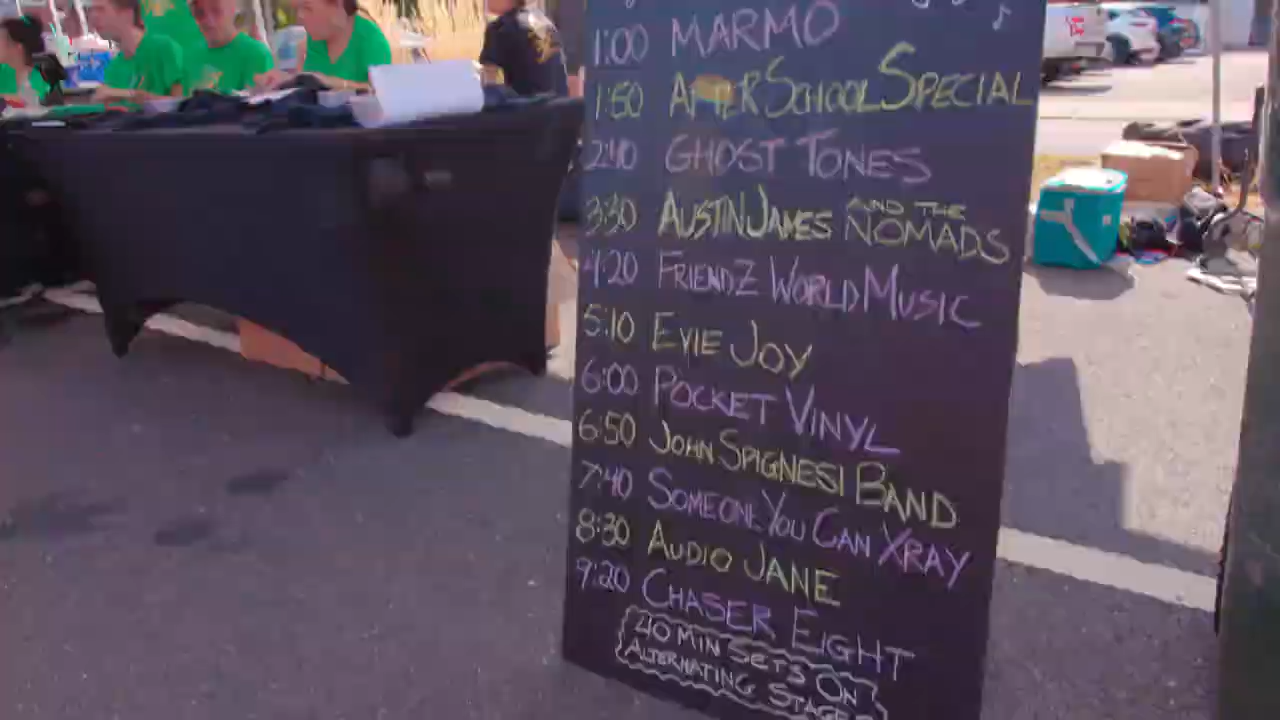 1:00 MARMO
1:50 AFTER SCHOOL SPECIAL
2:40 GHOST TONES
3:30 AUSTIN JAMES AND THE NOMADS
4:20 FRIENDZ WORLD MUSIC
5:10 EVIE JOY
6:00 POCKET VINYL
6:50 JOHN SPIGNESI BAND
7:40 SOMEONE YOU CAN XRAY
8:30 AUDIO JANE
9:20 CHASER EIGHT
40 MIN SETS ON
ALTERNATING STAGES